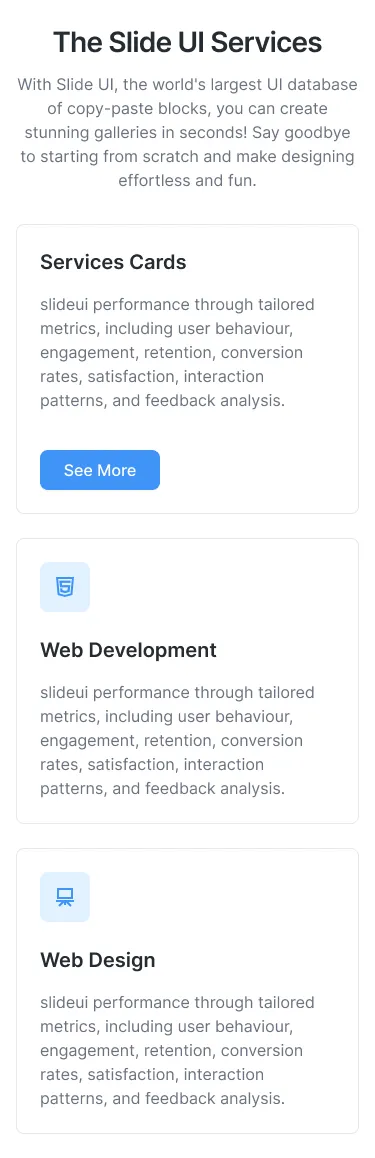 The Slide UI Services
With Slide UI, the world's largest UI database
of copy-paste blocks, you can create
stunning galleries in seconds! Say goodbye
to starting from scratch and make designing
effortless and fun.
Services Cards
slideui performance through tailored
metrics, including user behaviour,
engagement, retention, conversion
rates, satisfaction, interaction
patterns, and feedback analysis.
See More
Web Development
slideui performance through tailored
metrics, including user behaviour,
engagement, retention, conversion
rates, satisfaction, interaction
patterns, and feedback analysis.
Web Design
slideui performance through tailored
metrics, including user behaviour,
engagement, retention, conversion
rates, satisfaction, interaction
patterns, and feedback analysis.